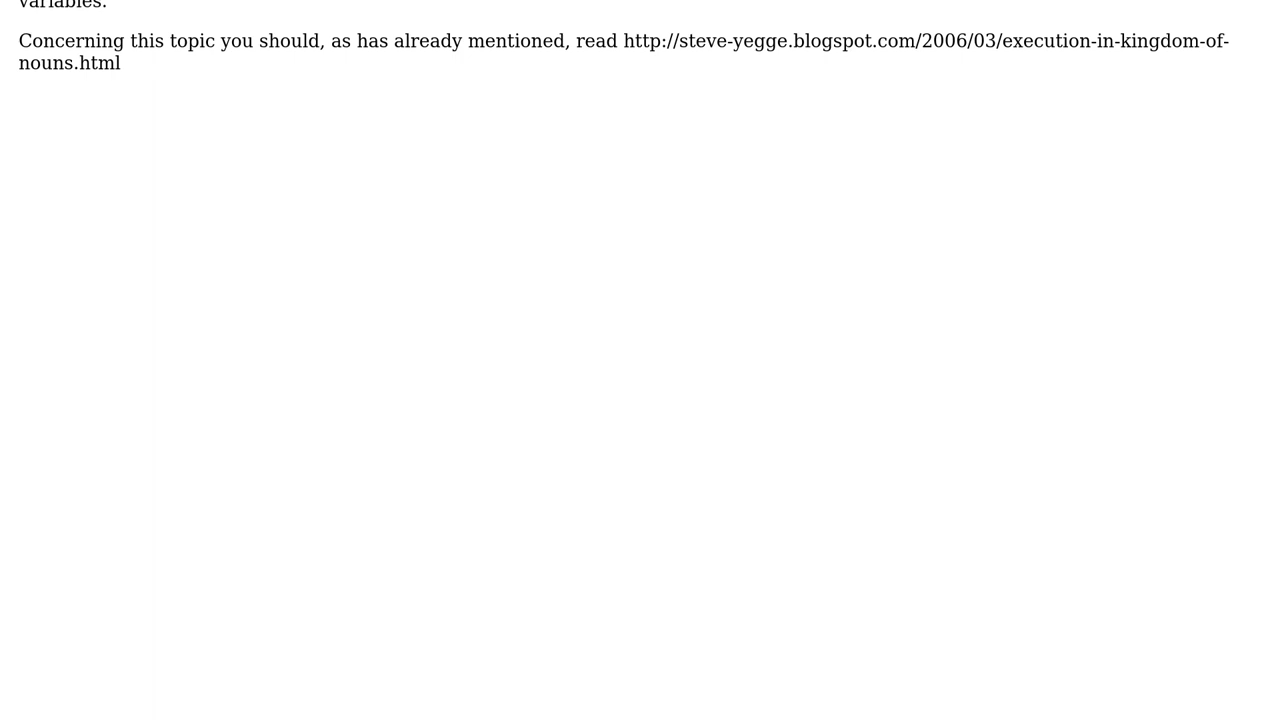 variables.
Concerning this topic you should, as has already mentioned, read http://steve-yegge.blogspot.com/2006/03/execution-in-kingdom-of-
nouns.html